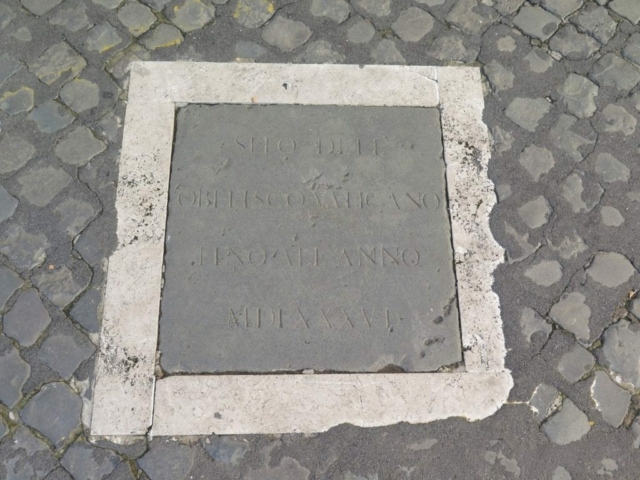 SITO DELL
OBELISCO VATICANO
FINO ALL ANNO
MDLXXXVI